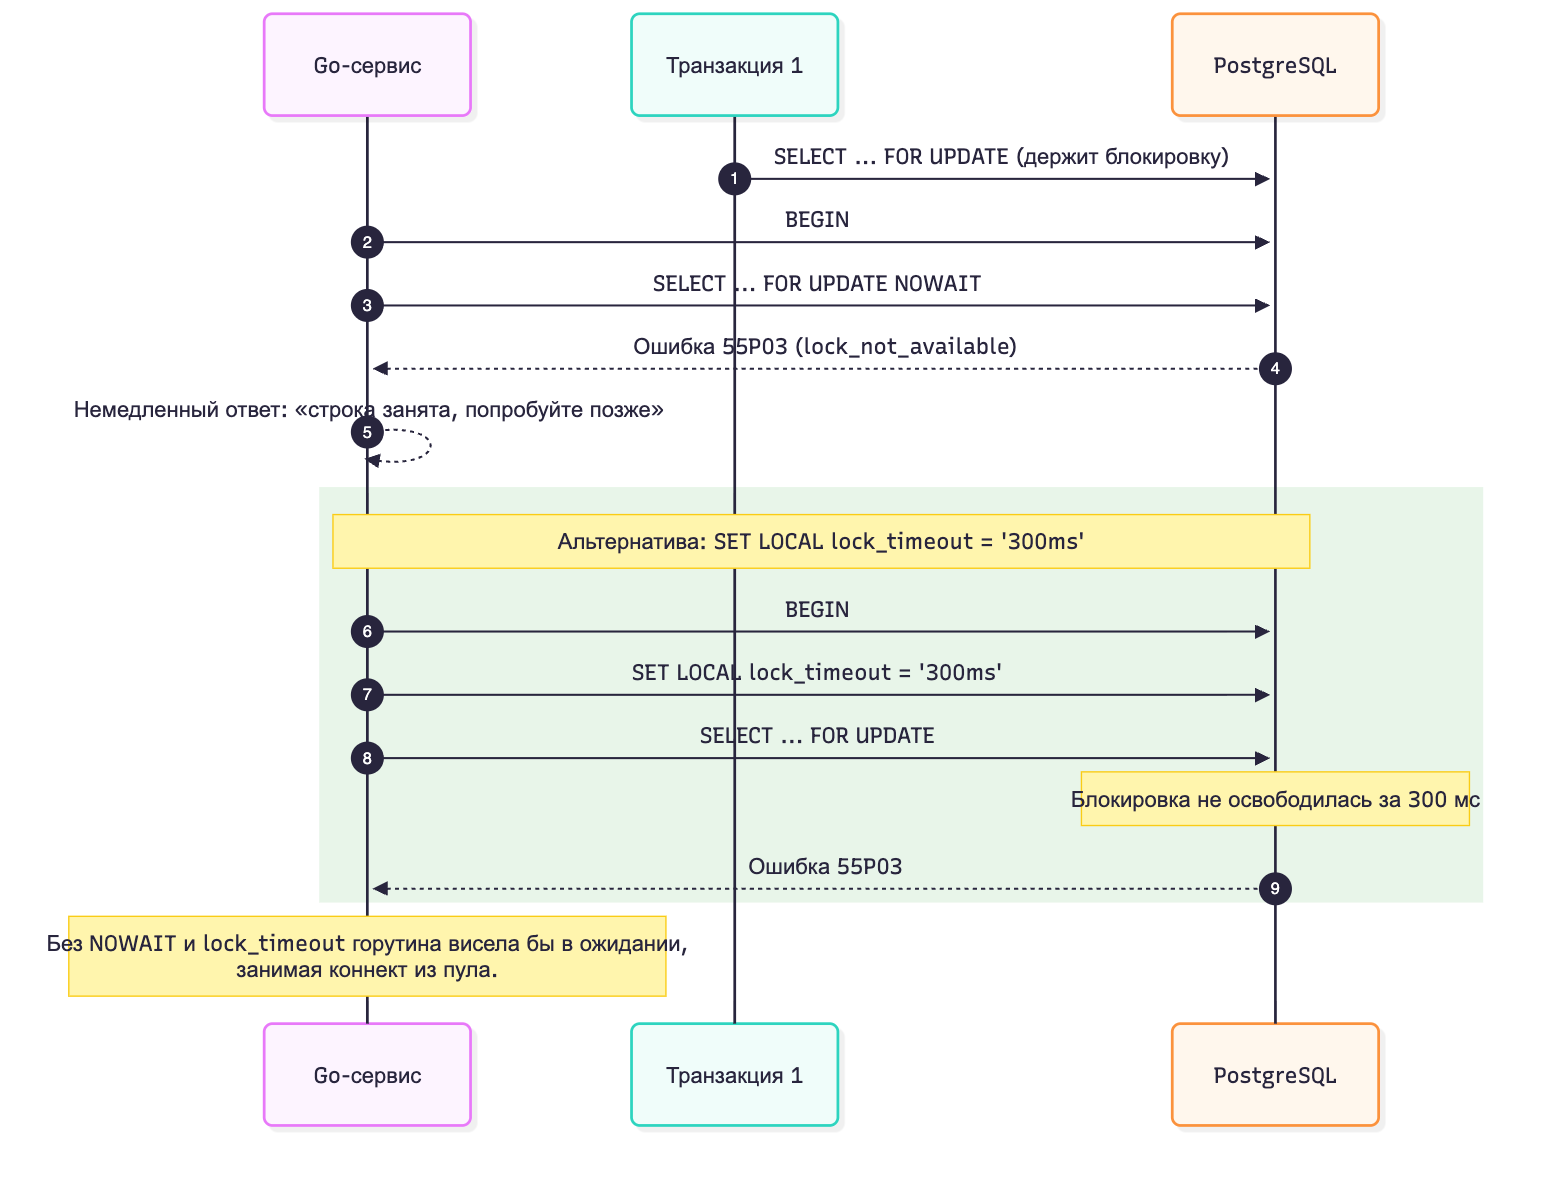 Go-сервис
Транзакция 1
PostgreSQL
SELECT ... FOR UPDATE (держит блокировку)
1
BEGIN
2
SELECT ... FOR UPDATE NOWAIT
3
Ошибка 55P03 (lock_not_available)
4
Немедленный ответ: «строка занята, попробуйте позже»
5
Альтернатива: SET LOCAL lock_timeout = '300ms'
BEGIN
6
SET LOCAL lock_timeout = '300ms'
7
SELECT ... FOR UPDATE
8
Блокировка не освободилась за 300 мс
Ошибка 55P03
9
Без NOWAIT и lock_timeout горутина висела бы в ожидании,
занимая коннект из пула.
Go-сервис
Транзакция 1
PostgreSQL